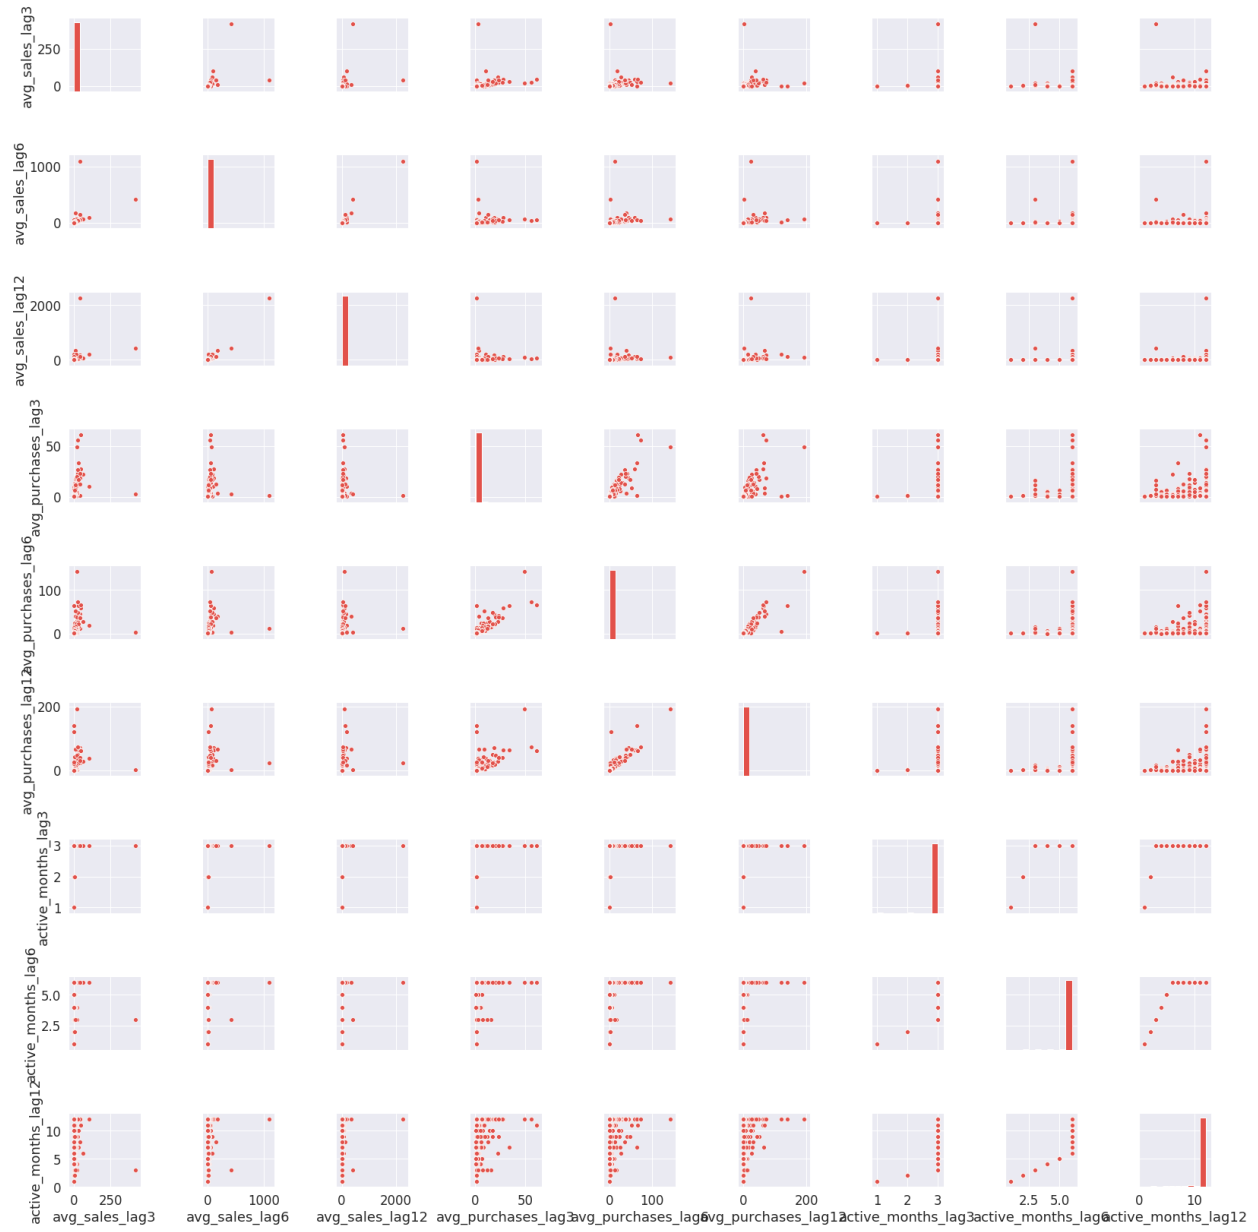 avg_sales_lag3
250
0
avg_sales_lag6
1000
0
avg_sales_lag12
2000
0
avg_purchases_lag3
50
0
avg_purchases_lag6
100
0
avg_purchases_lag12
200
0
active_months_lag3
3
2
1
active_months_lag6
5.0
2.5
active_months_lag12
10
5
0
0 250 0 1000 0 2000 0 50 0 100 0 200 1 2 3 2.5 5.0 0 10
avg_sales_lag3 avg_sales_lag6 avg_sales_lag12 avg_purchases_lag3 avg_purchases_lag6 avg_purchases_lag12 active_months_lag3 active_months_lag6 active_months_lag12